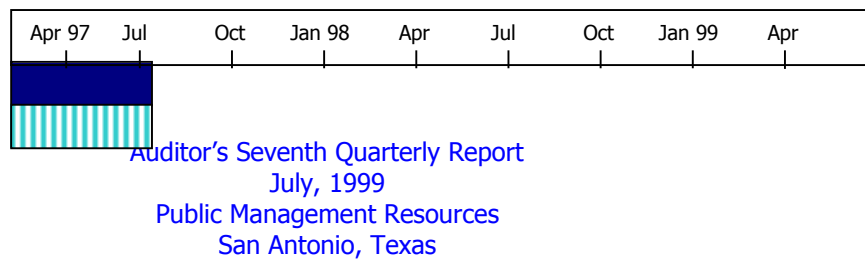 Apr 97 Jul Oct Jan 98 Apr Jul Oct Jan 99 Apr
Auditor’s Seventh Quarterly Report
July, 1999
Public Management Resources
San Antonio, Texas